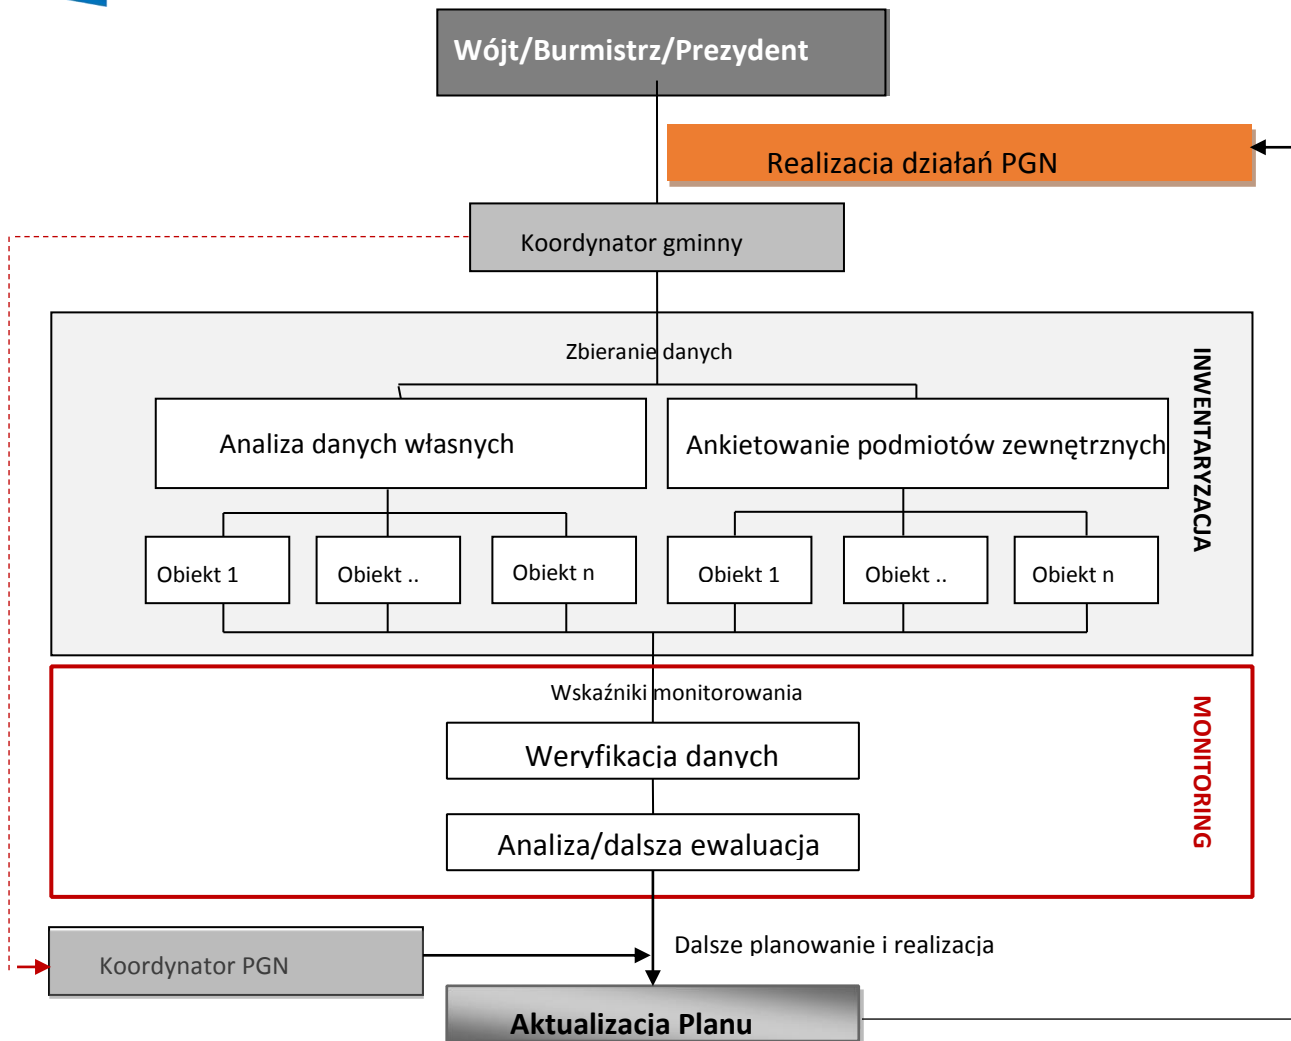 Wójt/Burmistrz/Prezydent
Realizacja działań PGN
Koordynator gminny
Zbieranie danych
INWENTARYZACJA
Analiza danych własnych
Ankietowanie podmiotów zewnętrznych
Obiekt 1
Obiekt ..
Obiekt n
Obiekt 1
Obiekt ..
Obiekt n
Wskaźniki monitorowania
MONITORING
Weryfikacja danych
Analiza/dalsza ewaluacja
Dalsze planowanie i realizacja
Koordynator PGN
Aktualizacja Planu